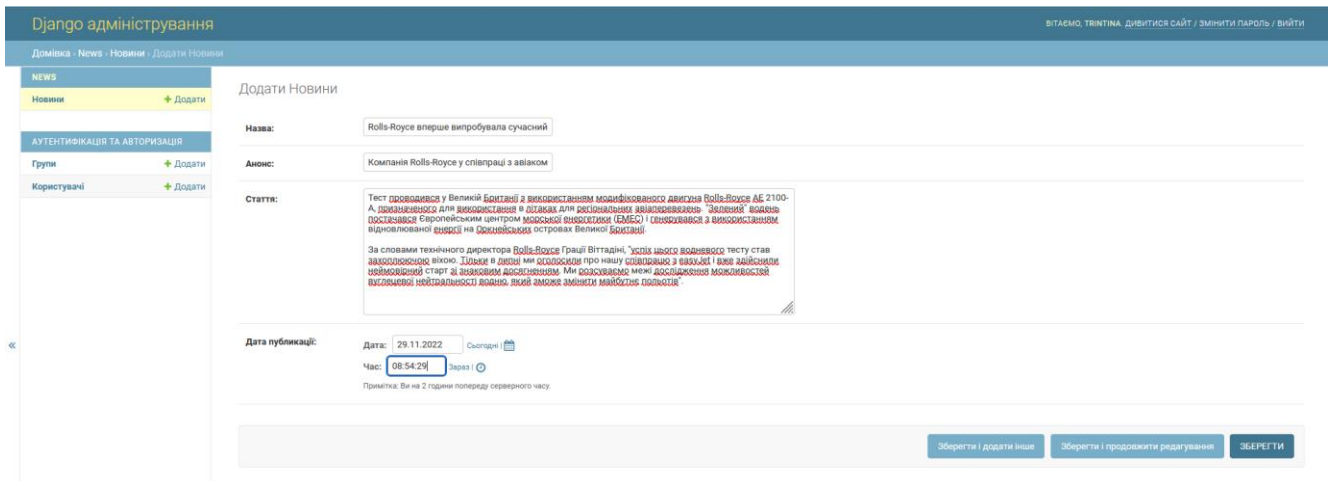 Django адміністрування
ВІТАЄМО, TRINTINA. ДИВИТИСЯ САЙТ / ЗМІНИТИ ПАРОЛЬ / ВИЙТИ
Домівка › News › Новини › Додати Новини
NEWS
Новини + Додати
АУТЕНТИФІКАЦІЯ ТА АВТОРИЗАЦІЯ
Групи + Додати
Користувачі + Додати
«
Додати Новини
Назва: Rolls-Royce вперше випробувала сучасний
Анонс: Компанія Rolls-Royce у співпраці з авіаком
Стаття: Тест проводився у Великій Британії з використанням модифікованого двигуна Rolls-Royce AE 2100-
A, призначеного для використання в літаках для регіональних авіаперевезень. "Зелений" водень
постачався Європейським центром морської енергетики (EMEC) і генерувався з використанням
відновлюваної енергії на Оркнейських островах Великої Британії.
За словами технічного директора Rolls-Royce Грації Віттадіні, "успіх цього водневого тесту став
захоплюючою віхою. Тільки в липні ми оголосили про нашу співпрацю з easyJet і вже здійснили
неймовірний старт зі знаковим досягненням. Ми розсуваємо межі дослідження можливостей
вуглецевої нейтральності водню, який зможе змінити майбутнє польотів".
Дата публикації: Дата: 29.11.2022 Сьогодні |
Час: 08:54:29 Зараз |
Примітка: Ви на 2 години попереду серверного часу.
Зберегти і додати інше Зберегти і продовжити редагування ЗБЕРЕГТИ